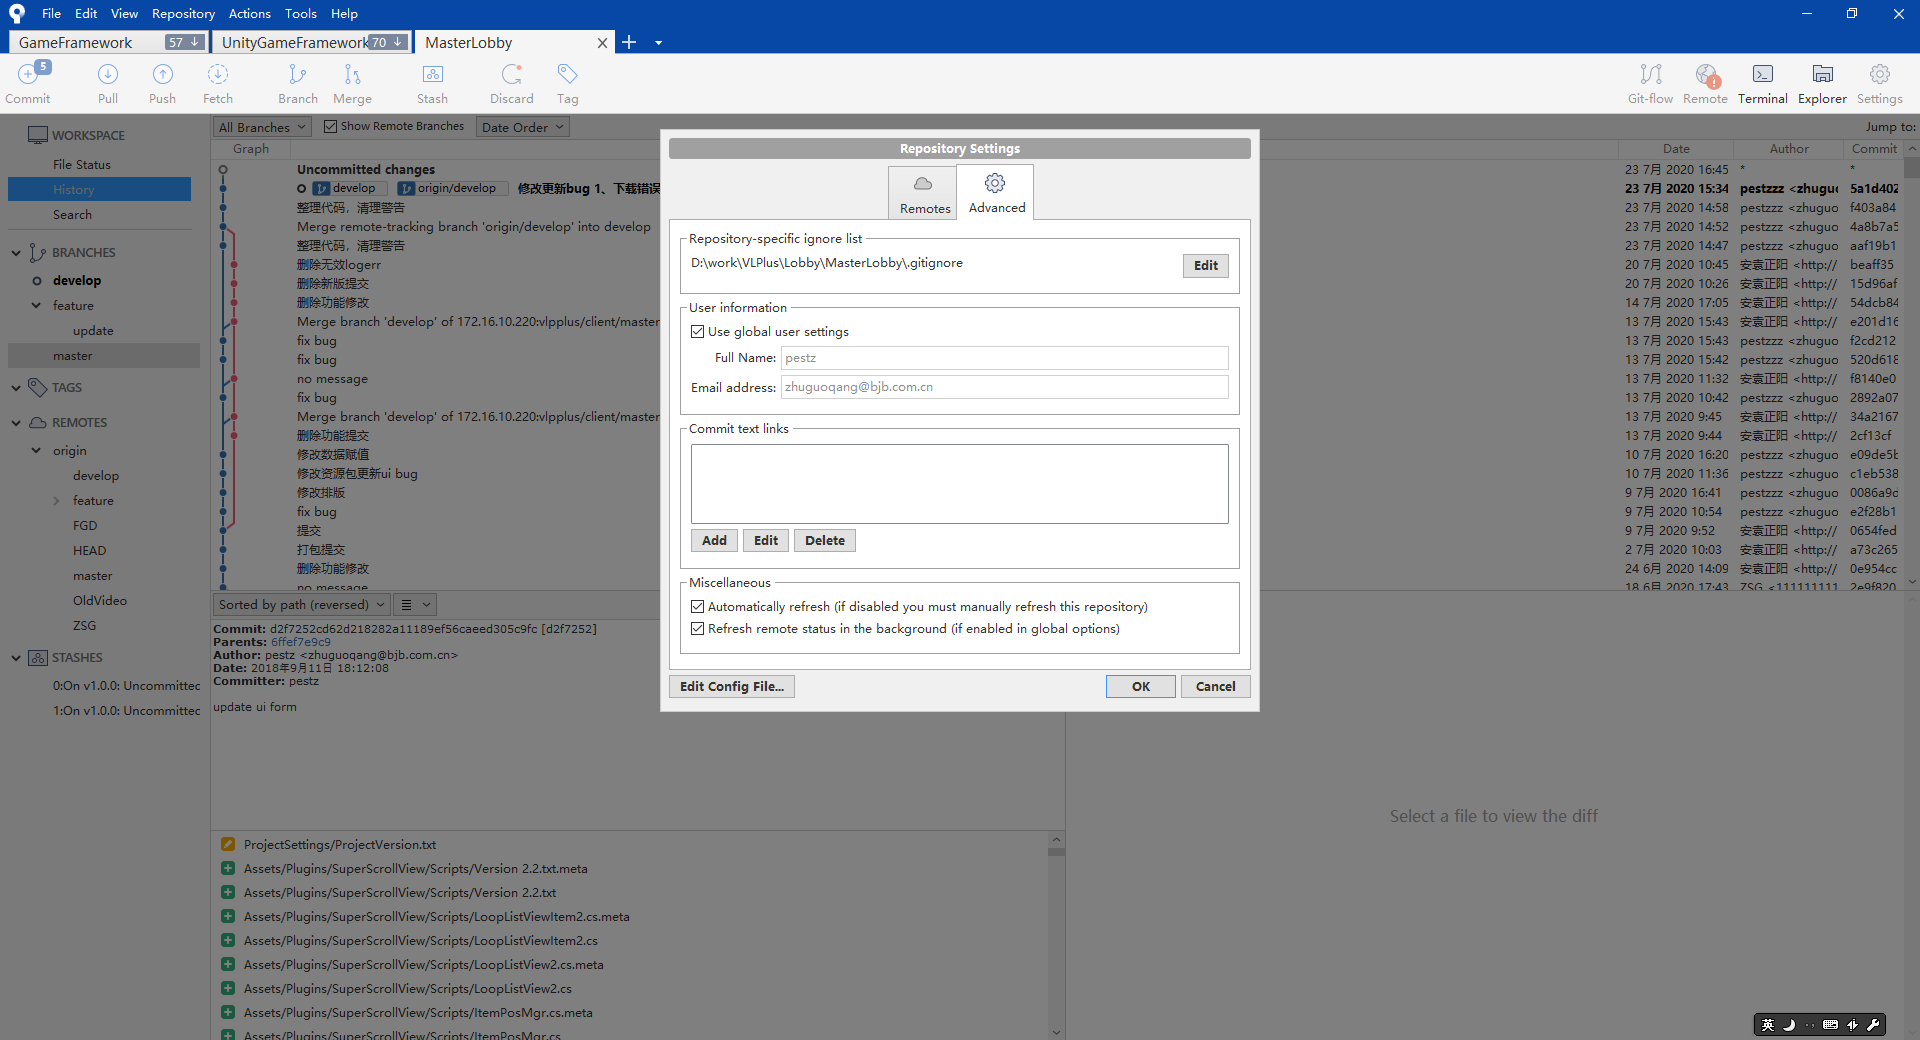 File Edit View Repository Actions Tools Help
GameFramework 57 UnityGameFramework 70 MasterLobby
5
Commit Pull Push Fetch Branch Merge Stash Discard Tag Git-flow Remote Terminal Explorer Settings
WORKSPACE
File Status
History
Search
BRANCHES
develop
feature
update
master
TAGS
REMOTES
origin
develop
feature
FGD
HEAD
master
OldVideo
ZSG
STASHES
0:On v1.0.0: Uncommitted
1:On v1.0.0: Uncommitted
All Branches Show Remote Branches Date Order Jump to:
Graph Date Author Commit
Uncommitted changes 23 7月 2020 16:45 * *
develop origin/develop 修改更新bug 1、下载错误 23 7月 2020 15:34 pestzzz <zhuguo 5a1d402
整理代码，清理警告 23 7月 2020 14:58 pestzzz <zhuguo f403a84
Merge remote-tracking branch 'origin/develop' into develop 23 7月 2020 14:52 pestzzz <zhuguo 4a8b7a5
整理代码，清理警告 23 7月 2020 14:47 pestzzz <zhuguo aaf19b1
删除无效logerr 20 7月 2020 10:45 安袁正阳 <http:// beaff35
删除新版提交 20 7月 2020 10:26 安袁正阳 <http:// 15d96af
删除功能修改 14 7月 2020 17:05 安袁正阳 <http:// 54dcb84
Merge branch 'develop' of 172.16.10.220:vlpplus/client/master 13 7月 2020 15:43 安袁正阳 <http:// e201d16
fix bug 13 7月 2020 15:43 pestzzz <zhuguo f2cd212
fix bug 13 7月 2020 15:42 pestzzz <zhuguo 520d618
no message 13 7月 2020 11:32 安袁正阳 <http:// f8140e0
fix bug 13 7月 2020 10:42 pestzzz <zhuguo 2892a07
Merge branch 'develop' of 172.16.10.220:vlpplus/client/master 13 7月 2020 9:45 安袁正阳 <http:// 34a2167
删除功能提交 13 7月 2020 9:44 安袁正阳 <http:// 2cf13cf
修改数据赋值 10 7月 2020 16:20 pestzzz <zhuguo e09de5b
修改资源包更新ui bug 10 7月 2020 11:36 pestzzz <zhuguo c1eb538
修改排版 9 7月 2020 16:41 pestzzz <zhuguo 0086a9d
fix bug 9 7月 2020 10:54 pestzzz <zhuguo e2f28b1
提交 9 7月 2020 9:52 安袁正阳 <http:// 0654fed
打包提交 2 7月 2020 10:03 安袁正阳 <http:// a73c265
删除功能修改 24 6月 2020 14:09 安袁正阳 <http:// 0e954cc
no message 18 6月 2020 17:43 ZSG <111111111 2e9f820
Repository Settings
Remotes Advanced
Repository-specific ignore list
D:\work\VLPlus\Lobby\MasterLobby\.gitignore Edit
User information
Use global user settings
Full Name: pestz
Email address: zhuguoqang@bjb.com.cn
Commit text links
Add Edit Delete
Miscellaneous
Automatically refresh (if disabled you must manually refresh this repository)
Refresh remote status in the background (if enabled in global options)
Edit Config File... OK Cancel
Sorted by path (reversed)
Commit: d2f7252cd62d218282a11189ef56caeed305c9fc [d2f7252]
Parents: 6ffef7e9c9
Author: pestz <zhuguoqang@bjb.com.cn>
Date: 2018年9月11日 18:12:08
Committer: pestz
update ui form
Select a file to view the diff
ProjectSettings/ProjectVersion.txt
Assets/Plugins/SuperScrollView/Scripts/Version 2.2.txt.meta
Assets/Plugins/SuperScrollView/Scripts/Version 2.2.txt
Assets/Plugins/SuperScrollView/Scripts/LoopListViewItem2.cs.meta
Assets/Plugins/SuperScrollView/Scripts/LoopListViewItem2.cs
Assets/Plugins/SuperScrollView/Scripts/LoopListView2.cs.meta
Assets/Plugins/SuperScrollView/Scripts/LoopListView2.cs
Assets/Plugins/SuperScrollView/Scripts/ItemPosMgr.cs.meta
Assets/Plugins/SuperScrollView/Scripts/ItemPosMgr.cs
英